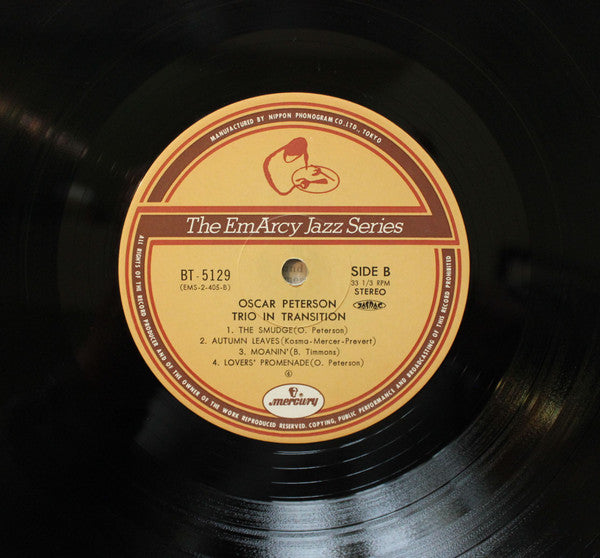 MANUFACTURED BY NIPPON PHONOGRAM CO. LTD., TOKYO
The EmArcy Jazz Series
BT-5129
(EMS-2-405-B)
SIDE B
33 1/3 RPM
STEREO
OSCAR PETERSON
TRIO IN TRANSITION
1. THE SMUDGE(O. Peterson)
2. AUTUMN LEAVES(Kosma-Mercer-Prevert)
3. MOANIN'(B. Timmons)
4. LOVERS' PROMENADE(O. Peterson)
mercury
ALL RIGHTS OF THE RECORD PRODUCER AND OF THE OWNER OF THE WORK REPRODUCED RESERVED. COPYING, PUBLIC PERFORMANCE AND BROADCASTING OF THIS RECORD PROHIBITED